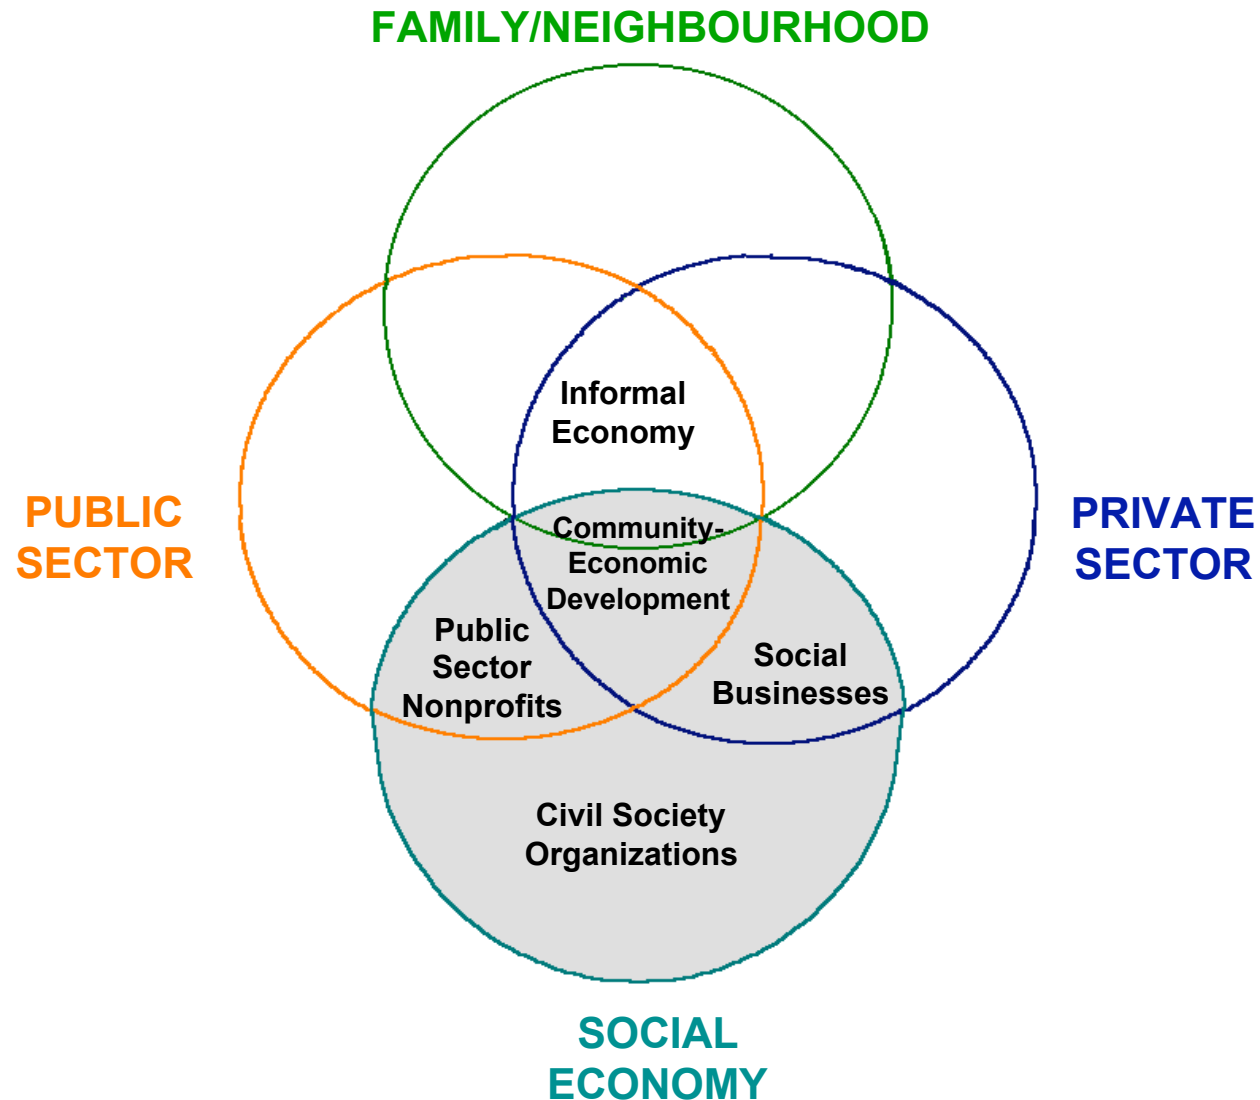 FAMILY/NEIGHBOURHOOD
Informal
Economy
PUBLIC
SECTOR
PRIVATE
SECTOR
Community-
Economic
Development
Public
Sector
Nonprofits
Social
Businesses
Civil Society
Organizations
SOCIAL
ECONOMY